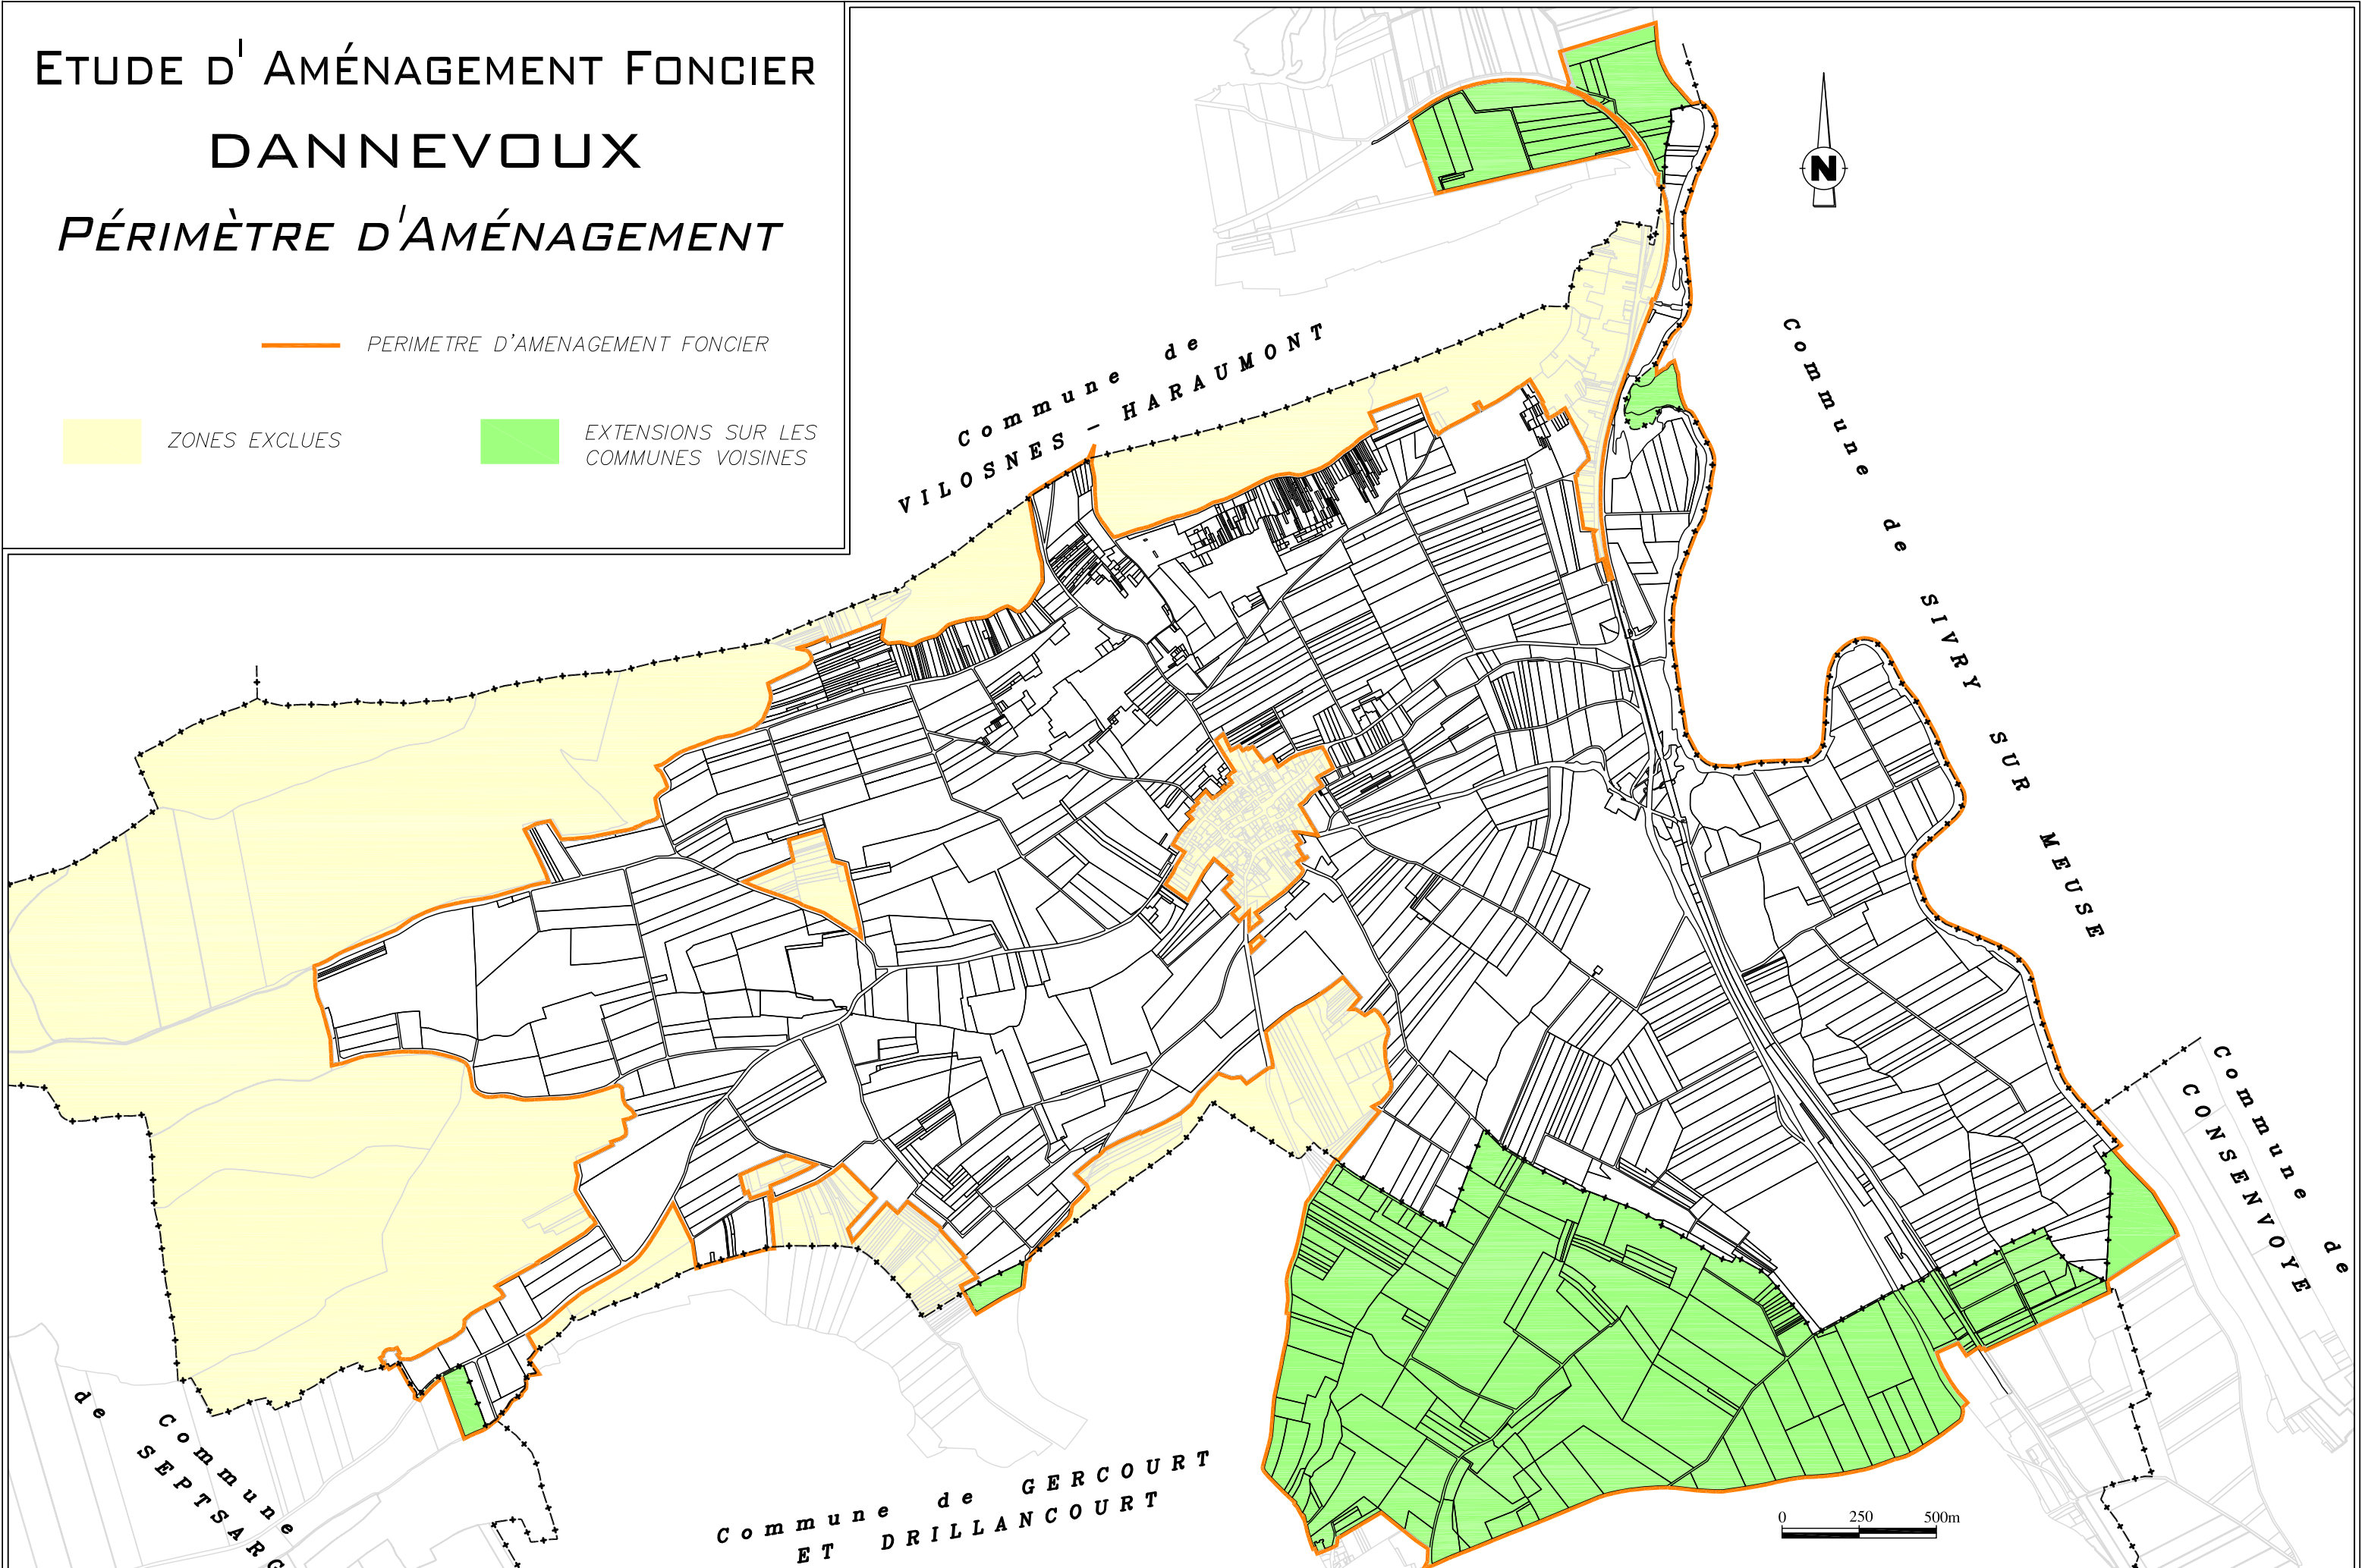 ETUDE D' AMÉNAGEMENT FONCIER
DANNEVOUX
PÉRIMÈTRE D'AMÉNAGEMENT
PERIMETRE D'AMENAGEMENT FONCIER
ZONES EXCLUES
EXTENSIONS SUR LES
COMMUNES VOISINES
N
Commune de
VILOSNES - HARAUMONT
Commune de SIVRY SUR MEUSE
Commune de
CONSENVOYE
Commune de GERCOURT
ET DRILLANCOURT
Commune
de
SEPTSARG
0 250 500m